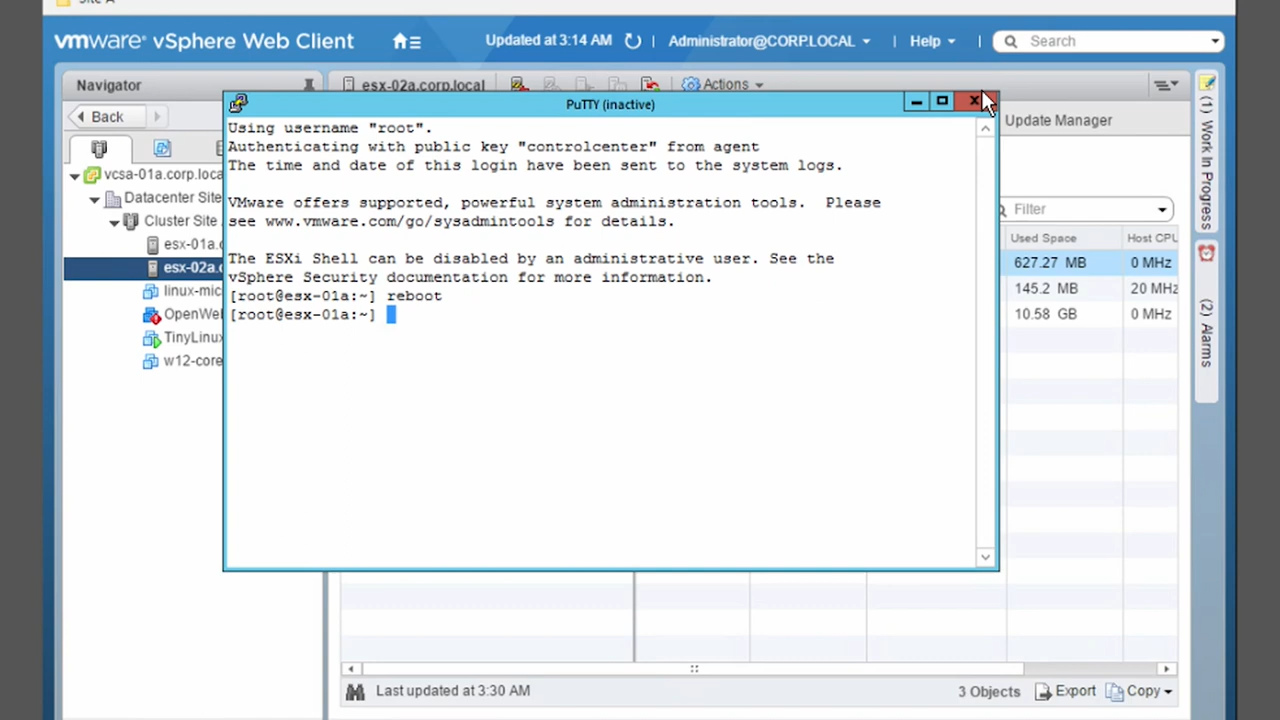 Site A
vmware® vSphere Web Client
Updated at 3:14 AM
Administrator@CORP.LOCAL
Help
Search
Navigator
esx-02a.corp.local
Actions
PuTTY (inactive)
Back
Update Manager
(1) Work In Progress
(2) Alarms
vcsa-01a.corp.loca
Datacenter Site
Cluster Site
esx-01a.c
esx-02a.c
linux-mic
OpenWe
TinyLinux
w12-core
Using username "root".
Authenticating with public key "controlcenter" from agent
The time and date of this login have been sent to the system logs.
VMware offers supported, powerful system administration tools. Please
see www.vmware.com/go/sysadmintools for details.
The ESXi Shell can be disabled by an administrative user. See the
vSphere Security documentation for more information.
[root@esx-01a:~] reboot
[root@esx-01a:~]
Filter
Used Space Host CPU
627.27 MB 0 MHz
145.2 MB 20 MHz
10.58 GB 0 MHz
Last updated at 3:30 AM
3 Objects Export Copy